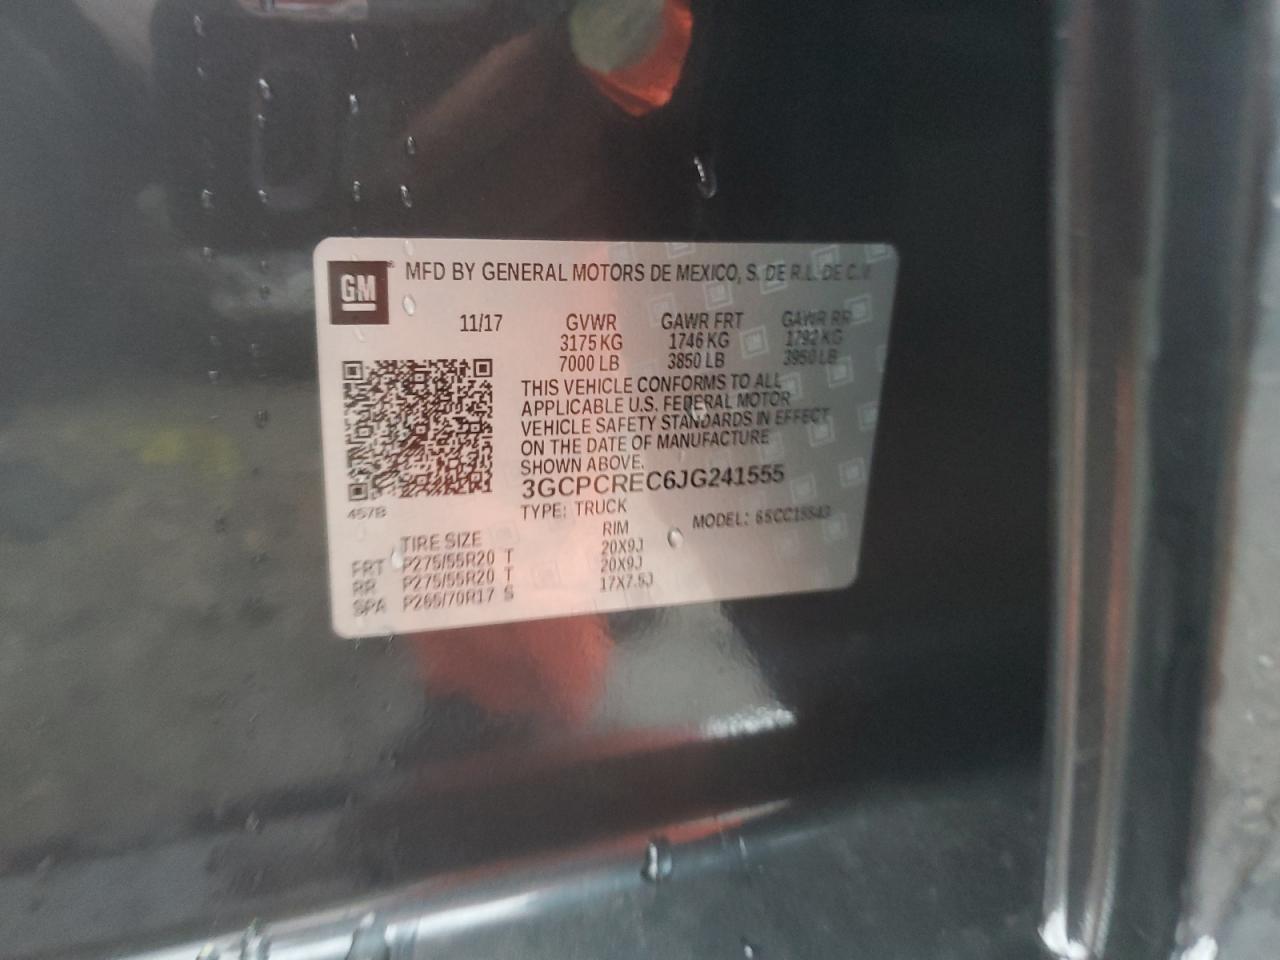 GM
MFD BY GENERAL MOTORS DE MEXICO, S. DE R.L. DE C.V
11/17 GVWR GAWR FRT GAWR RR
3175 KG 1746 KG 1792 KG
7000 LB 3850 LB 3950 LB
THIS VEHICLE CONFORMS TO ALL
APPLICABLE U.S. FEDERAL MOTOR
VEHICLE SAFETY STANDARDS IN EFFECT
ON THE DATE OF MANUFACTURE
SHOWN ABOVE.
3GCPCREC6JG241555
457B
TYPE: TRUCK MODEL: 65CC15543
TIRE SIZE RIM
FRT P275/55R20 T 20X9J
RR P275/55R20 T 20X9J
SPA P265/70R17 S 17X7.5J